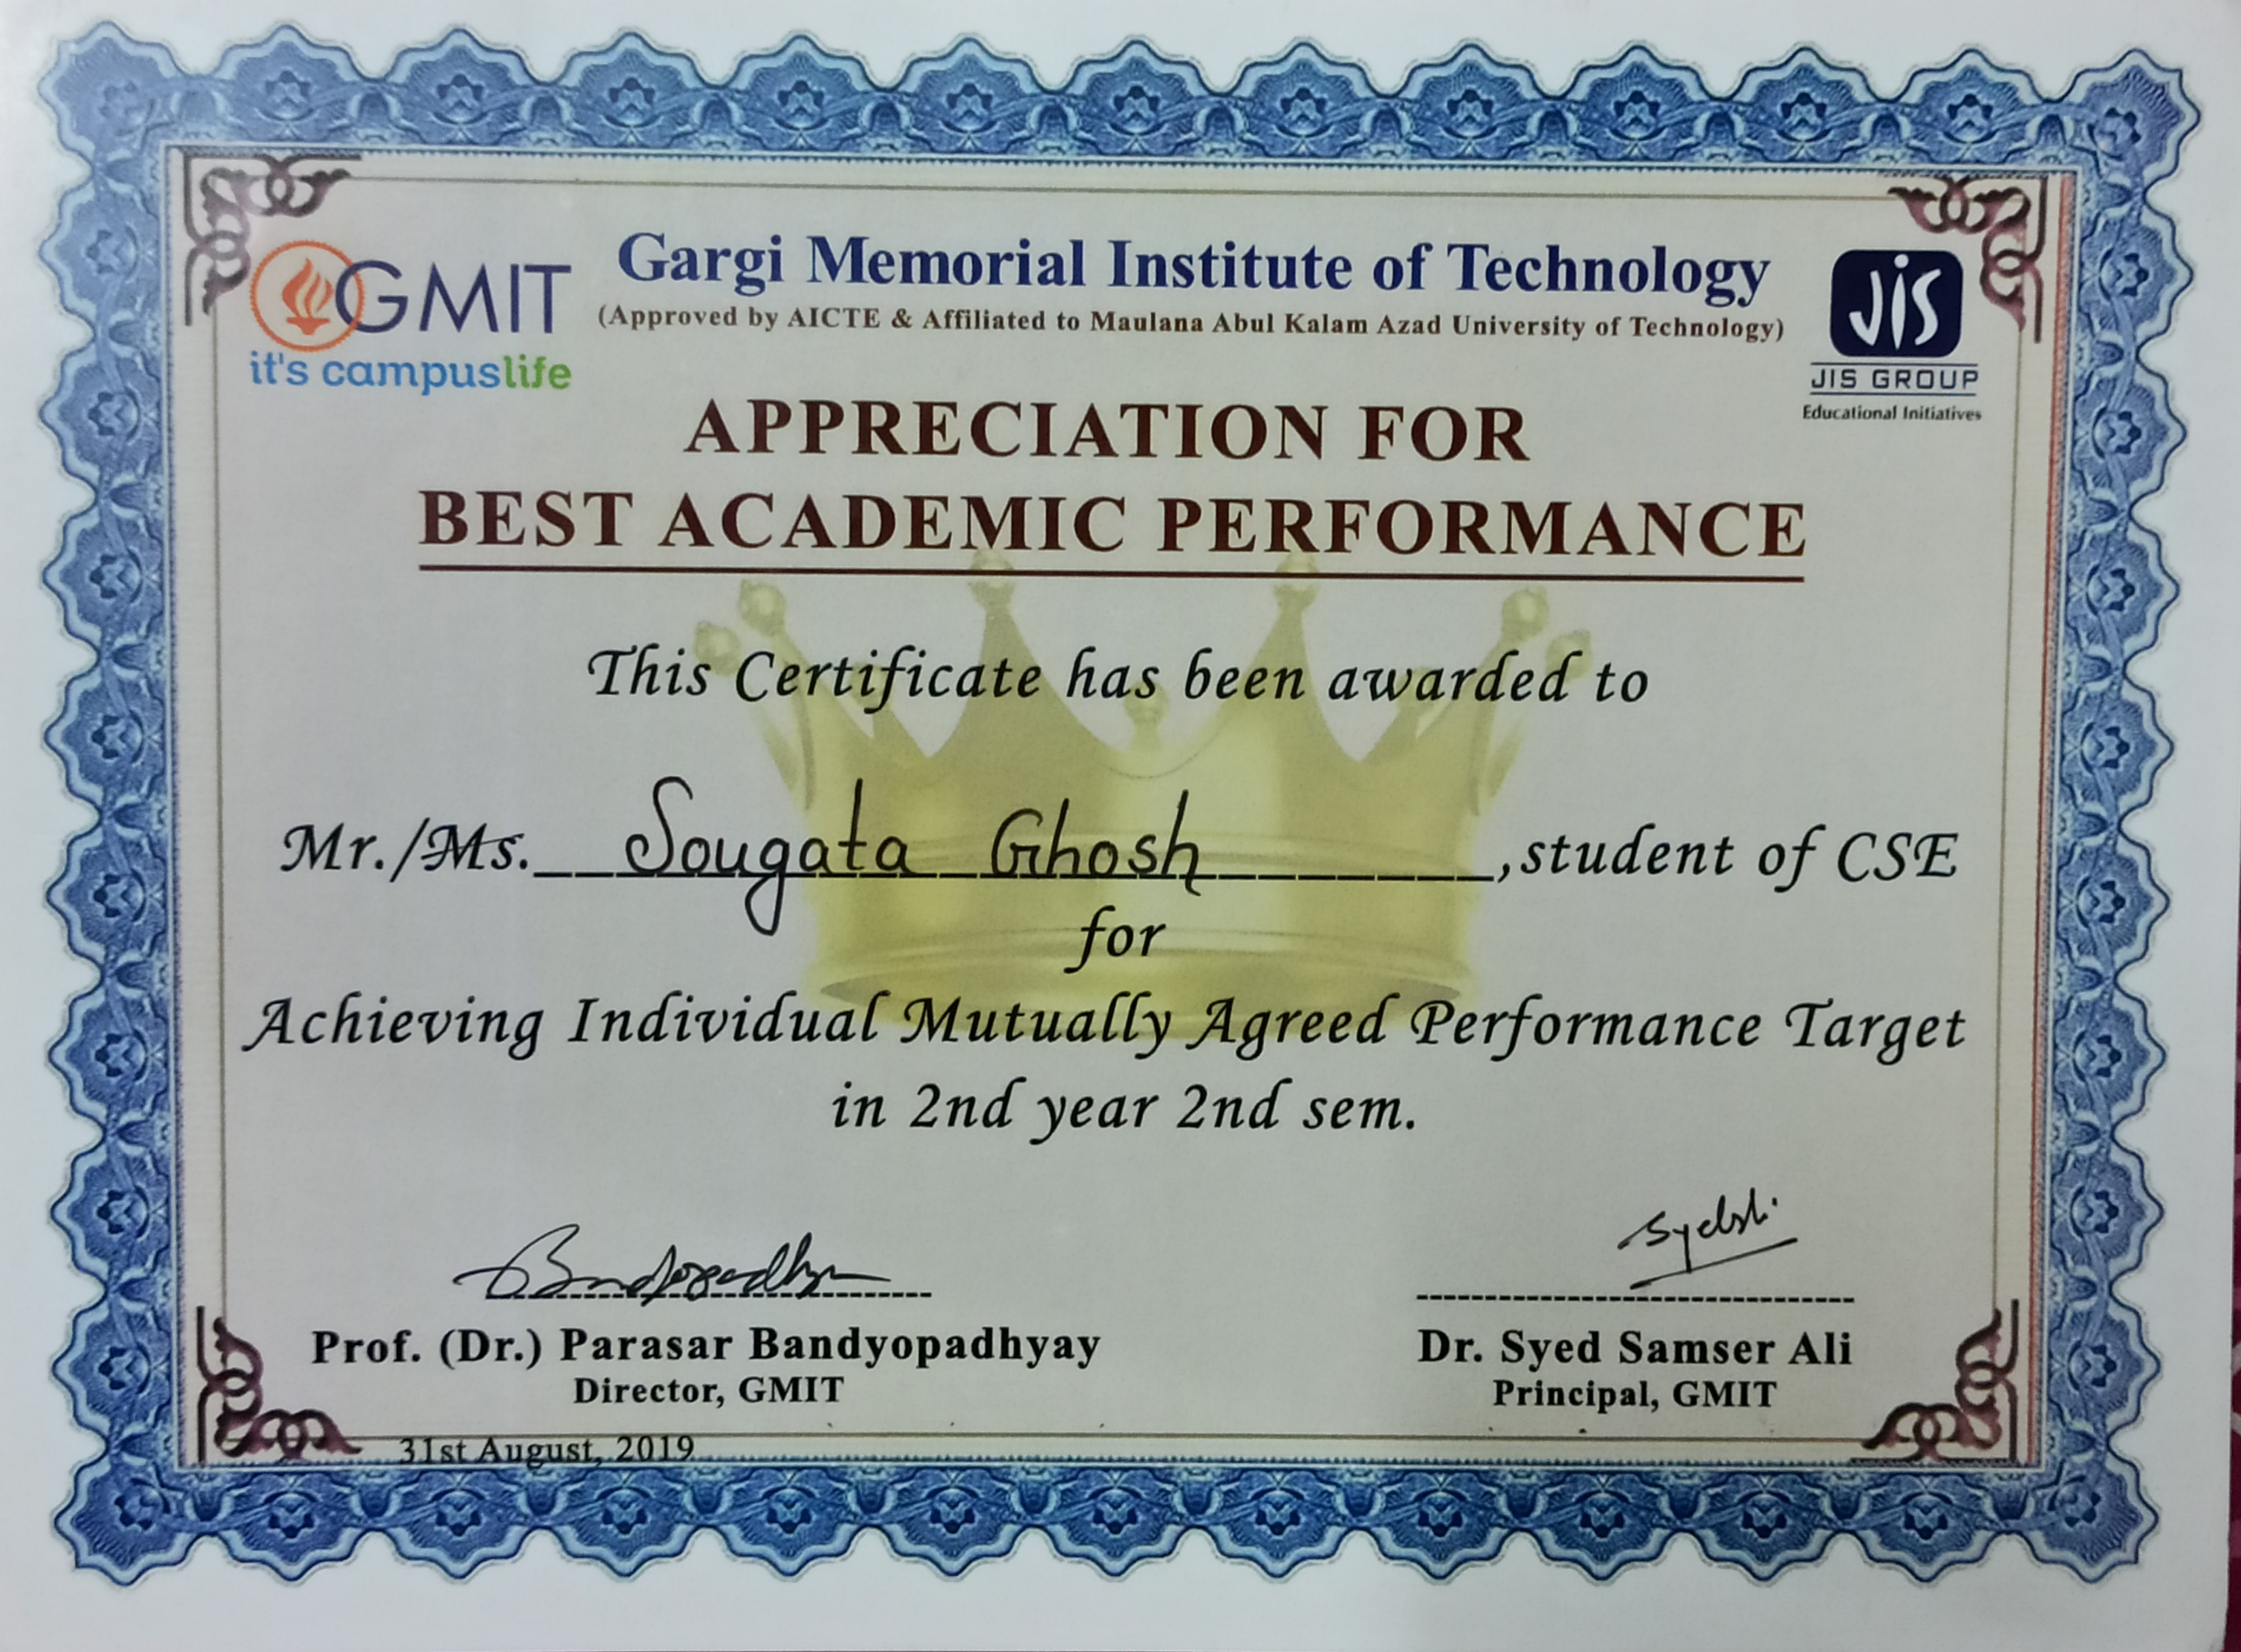 GMIT
it's campuslife
Gargi Memorial Institute of Technology
(Approved by AICTE & Affiliated to Maulana Abul Kalam Azad University of Technology)
JIS
JIS GROUP
Educational Initiatives
APPRECIATION FOR
BEST ACADEMIC PERFORMANCE
This Certificate has been awarded to
Mr./Ms. Sougata Ghosh, student of CSE
for
Achieving Individual Mutually Agreed Performance Target
in 2nd year 2nd sem.
Prof. (Dr.) Parasar Bandyopadhyay
Director, GMIT
Dr. Syed Samser Ali
Principal, GMIT
31st August, 2019